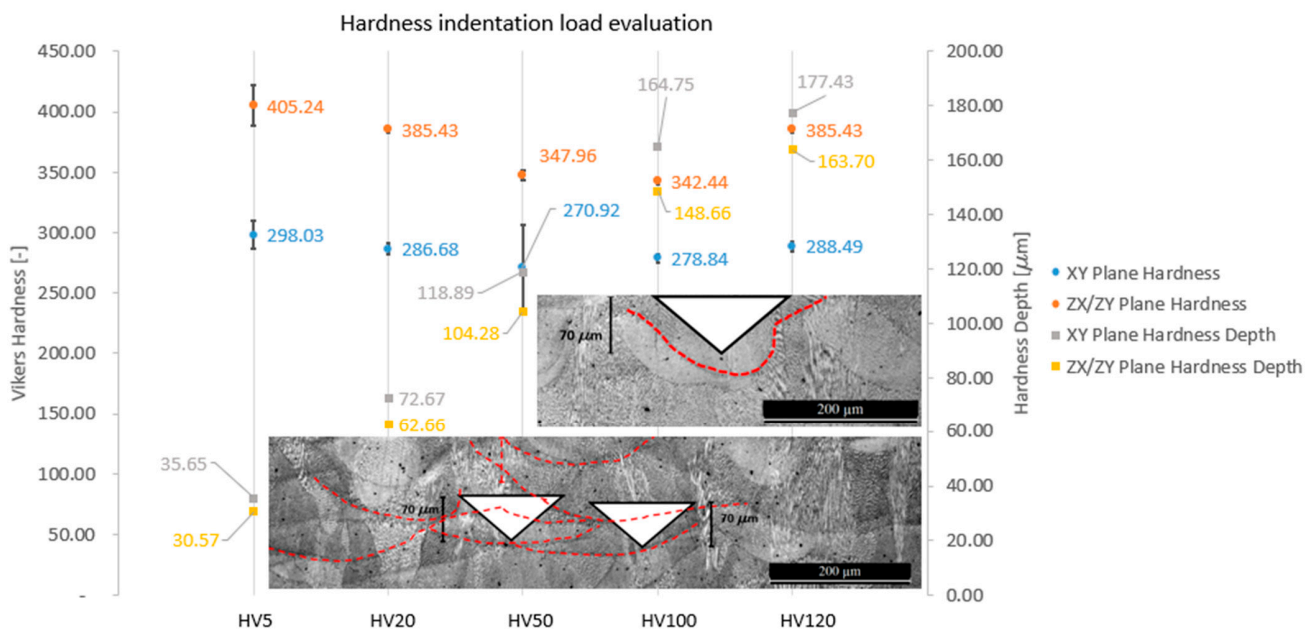 Hardness indentation load evaluation
450.00
400.00
350.00
300.00
250.00
200.00
150.00
100.00
50.00
-
Vikers Hardness [-]
200.00
180.00
160.00
140.00
120.00
100.00
80.00
60.00
40.00
20.00
0.00
Hardness Depth [μm]
405.24
385.43
347.96
342.44
385.43
298.03
286.68
270.92
278.84
288.49
35.65
72.67
118.89
164.75
177.43
30.57
62.66
104.28
148.66
163.70
70 μm
200 μm
70 μm
70 μm
200 μm
HV5
HV20
HV50
HV100
HV120
XY Plane Hardness
ZX/ZY Plane Hardness
XY Plane Hardness Depth
ZX/ZY Plane Hardness Depth